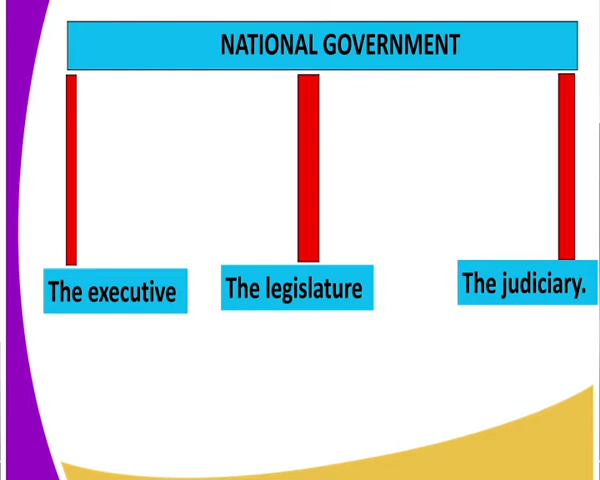 NATIONAL GOVERNMENT
The executive
The legislature
The judiciary.